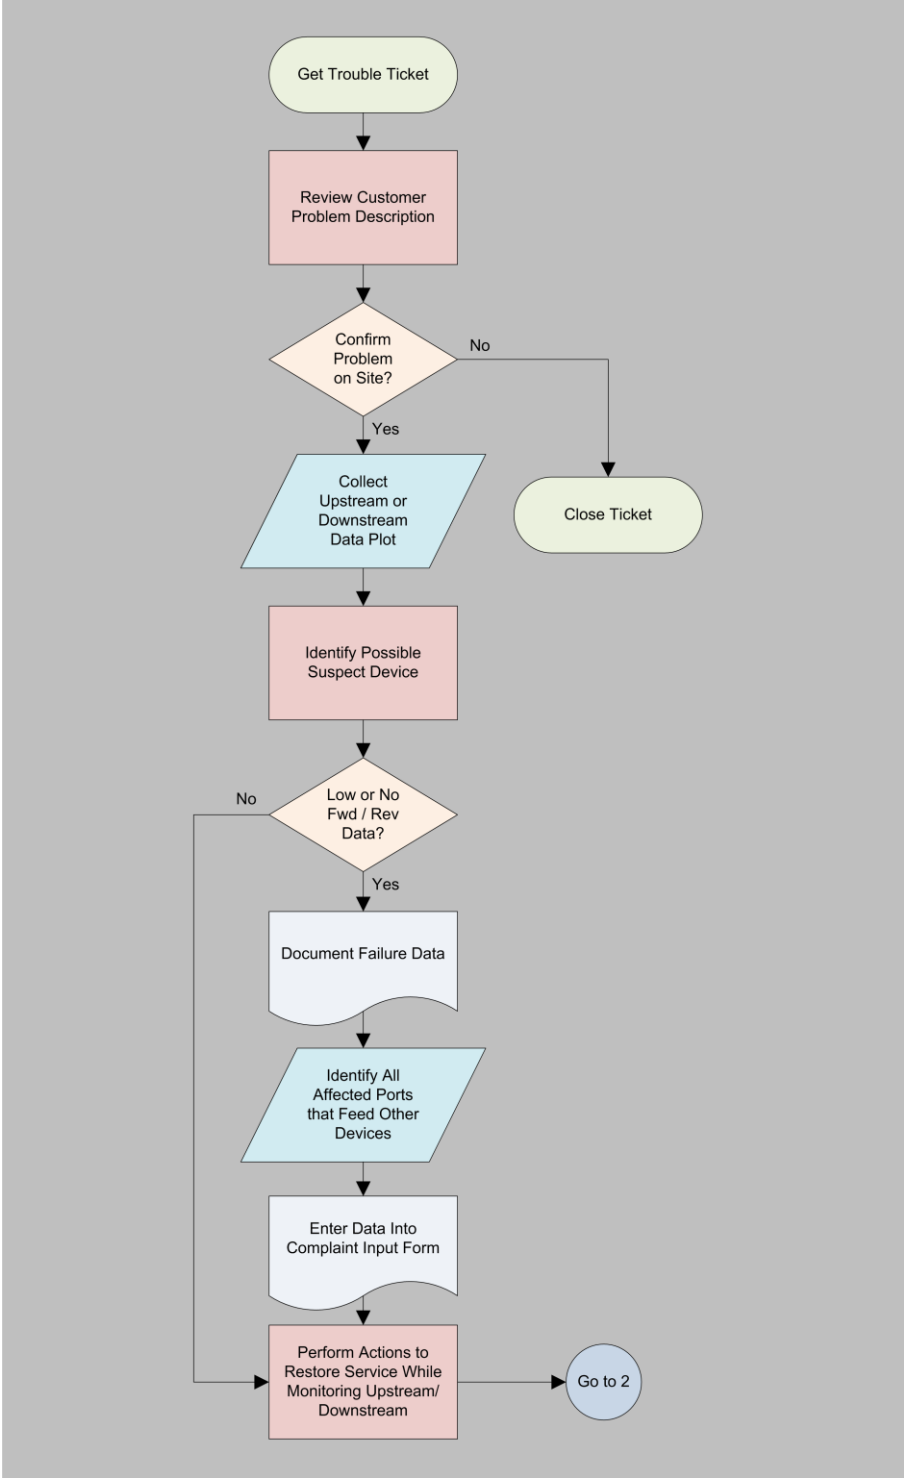 Get Trouble Ticket
Review Customer
Problem Description
Confirm
Problem
on Site?
No
Yes
Collect
Upstream or
Downstream
Data Plot
Close Ticket
Identify Possible
Suspect Device
Low or No
Fwd / Rev
Data?
No
Yes
Document Failure Data
Identify All
Affected Ports
that Feed Other
Devices
Enter Data Into
Complaint Input Form
Perform Actions to
Restore Service While
Monitoring Upstream/
Downstream
Go to 2